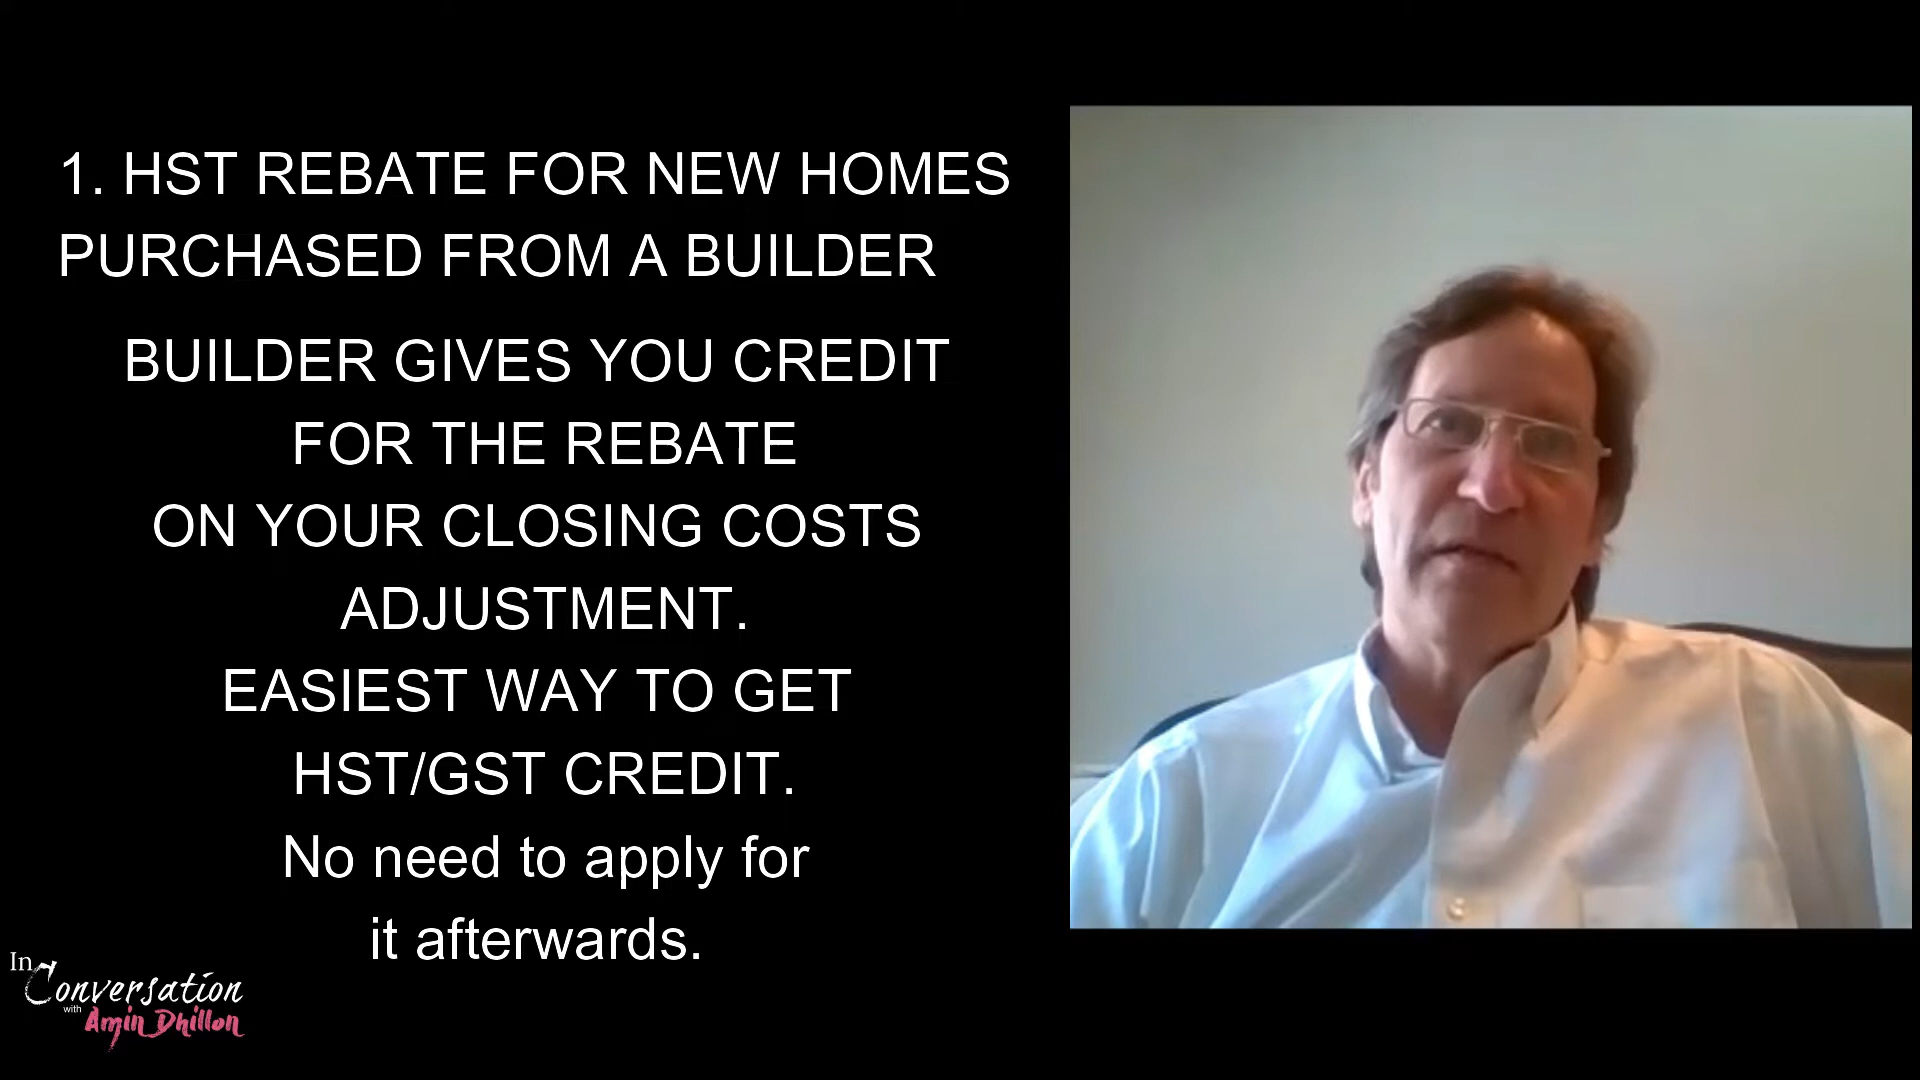 1. HST REBATE FOR NEW HOMES
PURCHASED FROM A BUILDER
BUILDER GIVES YOU CREDIT
FOR THE REBATE
ON YOUR CLOSING COSTS
ADJUSTMENT.
EASIEST WAY TO GET
HST/GST CREDIT.
No need to apply for
it afterwards.
In
Conversation
with
Amin Dhillon